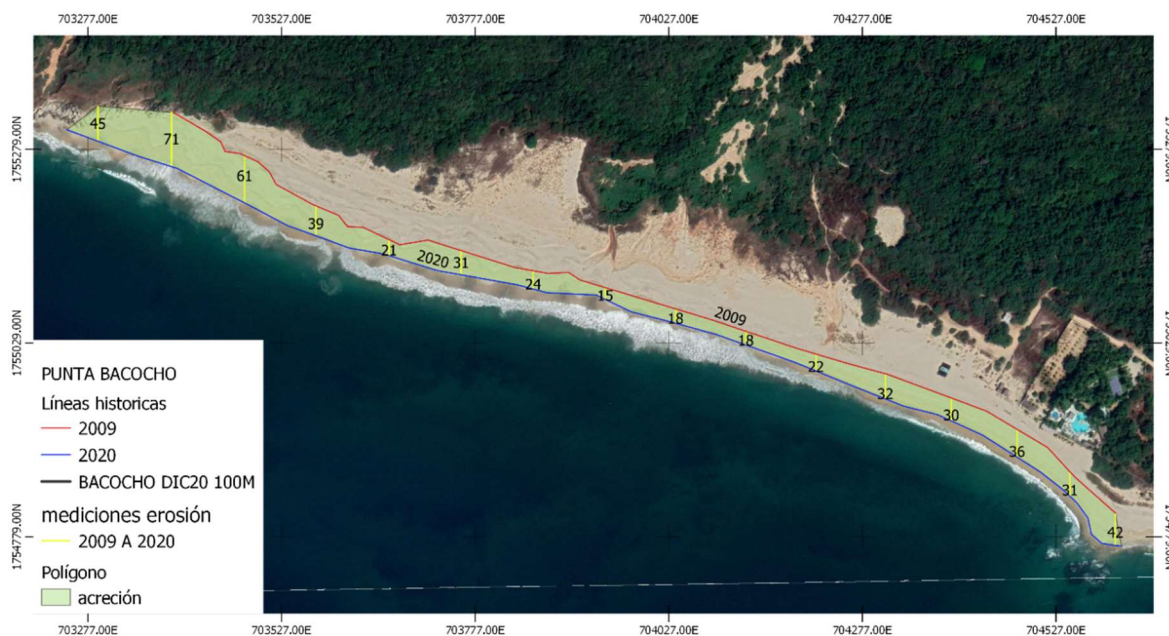 703277.00E 703527.00E 703777.00E 704027.00E 704277.00E 704527.00E
1755279.00N
1755029.00N
1754779.00N
45
71
61
39
21
2020
31
24
15
18
2009
18
22
32
30
36
31
42
PUNTA BACOCHO
Líneas historicas
2009
2020
BACOCHO DIC20 100M
mediciones erosión
2009 A 2020
Polígono
acreción
703277.00E 703527.00E 703777.00E 704027.00E 704277.00E 704527.00E